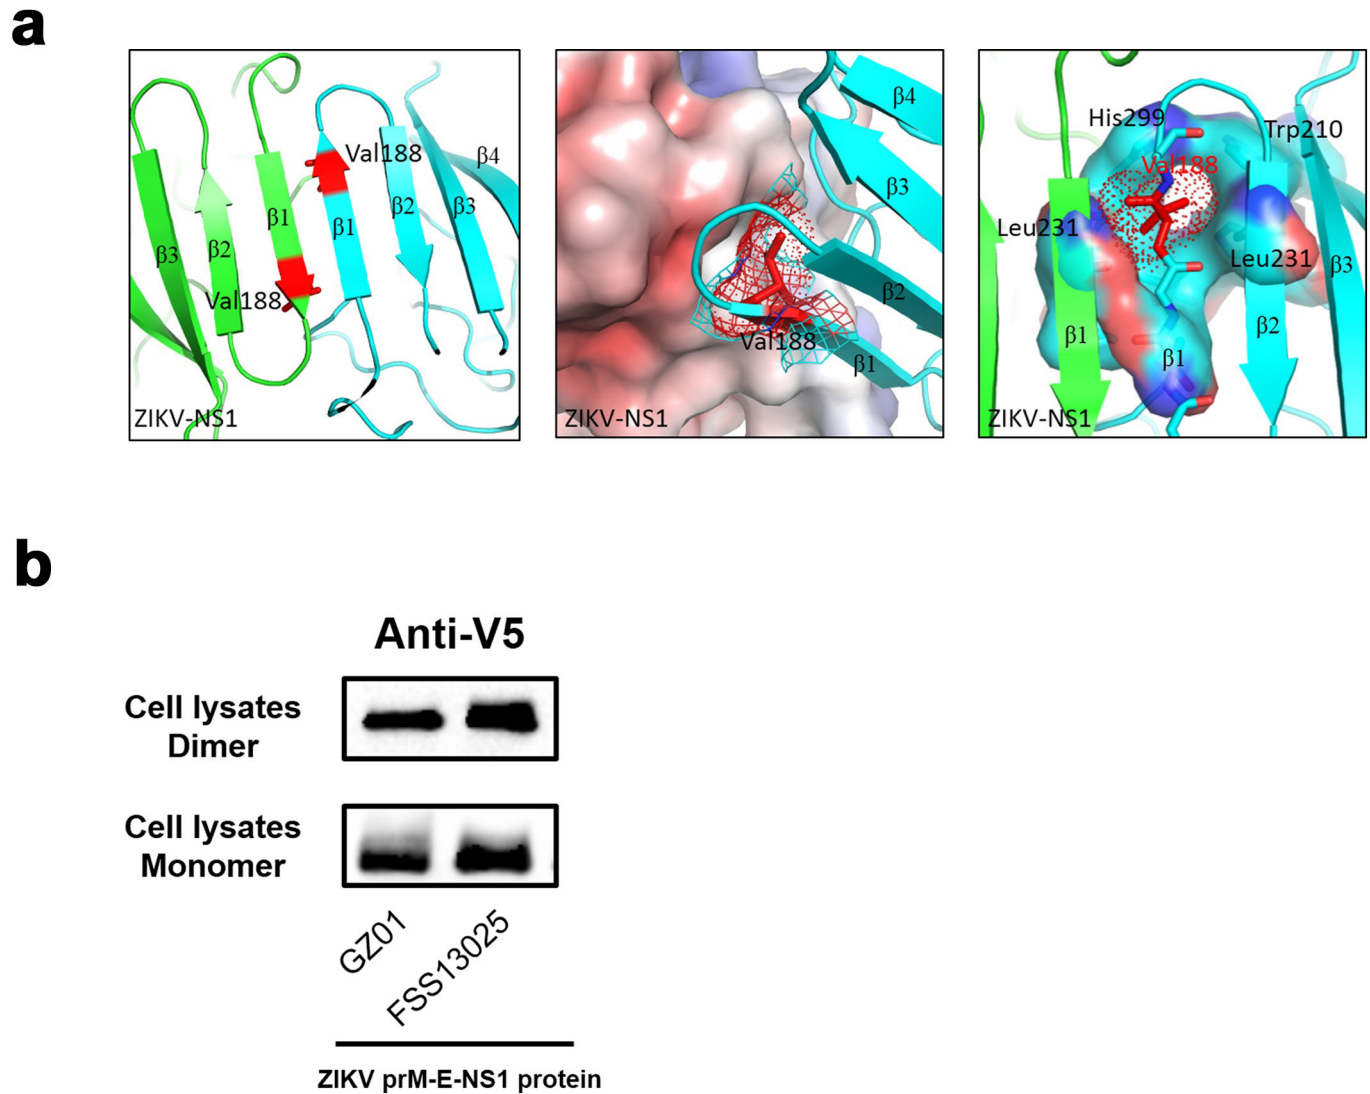 a
Val188
β4
β1
β1
β2
β3
β3
β2
Val188
ZIKV-NS1
β4
β3
β2
Val188
β1
ZIKV-NS1
His299
Trp210
Val188
Leu231
Leu231
β3
β1
β1
β2
ZIKV-NS1
b
Anti-V5
Cell lysates
Dimer
Cell lysates
Monomer
GZ01
FSS13025
ZIKV prM-E-NS1 protein